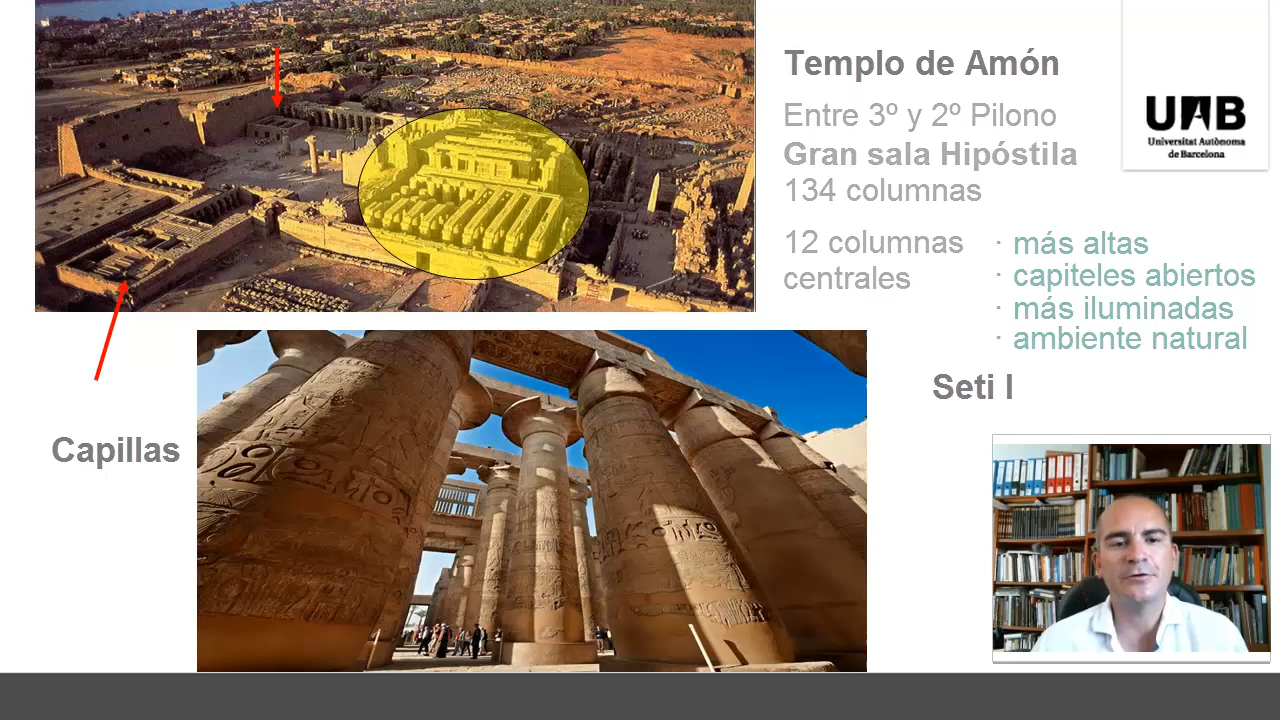 Templo de Amón
Entre 3º y 2º Pilono
Gran sala Hipóstila
134 columnas
12 columnas
centrales
· más altas
· capiteles abiertos
· más iluminadas
· ambiente natural
Seti I
Capillas
UAB
Universitat Autònoma
de Barcelona